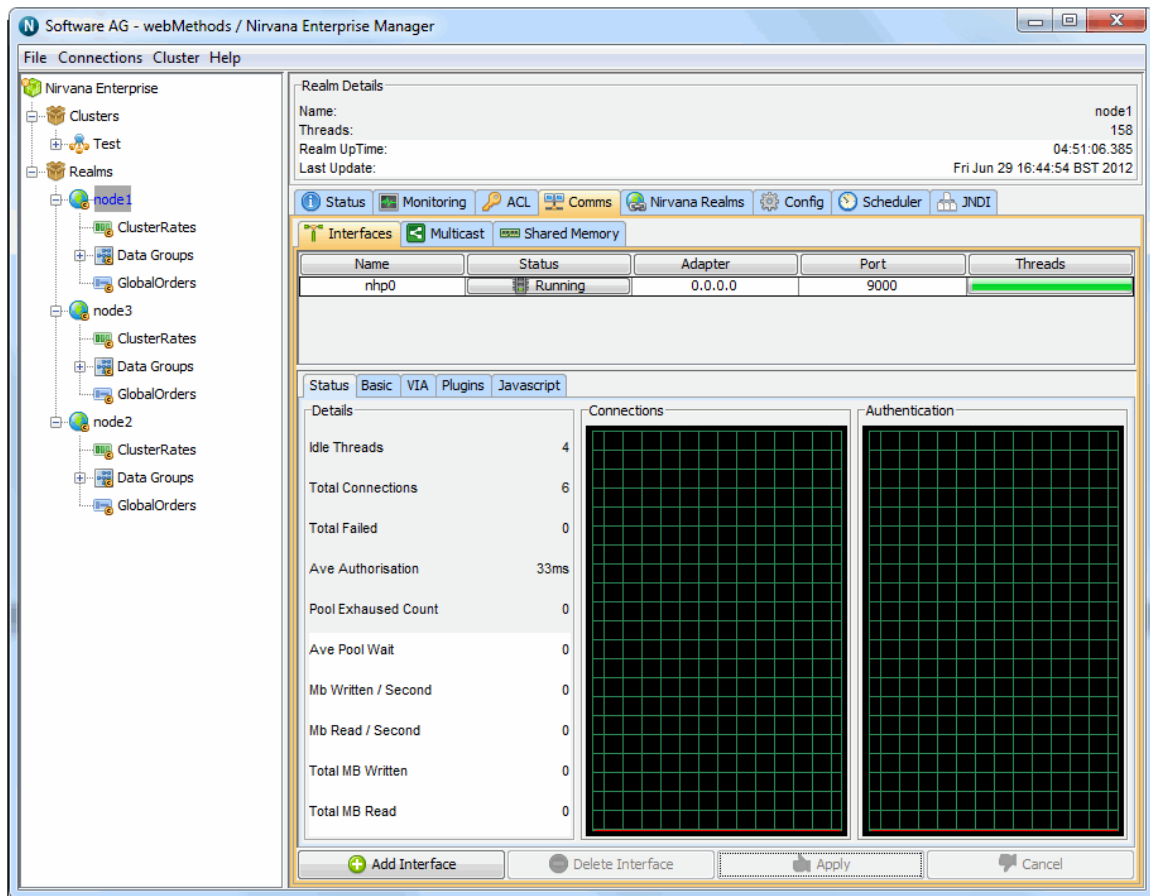 Software AG - webMethods / Nirvana Enterprise Manager
File Connections Cluster Help
Nirvana Enterprise
Clusters
Test
Realms
node1
ClusterRates
Data Groups
GlobalOrders
node3
ClusterRates
Data Groups
GlobalOrders
node2
ClusterRates
Data Groups
GlobalOrders
Realm Details
Name: node1
Threads: 158
Realm UpTime: 04:51:06.385
Last Update: Fri Jun 29 16:44:54 BST 2012
Status Monitoring ACL Comms Nirvana Realms Config Scheduler JNDI
Interfaces Multicast Shared Memory
Name Status Adapter Port Threads
nhp0 Running 0.0.0.0 9000
Status Basic VIA Plugins Javascript
Details Connections Authentication
Idle Threads 4
Total Connections 6
Total Failed 0
Ave Authorisation 33ms
Pool Exhaused Count 0
Ave Pool Wait 0
Mb Written / Second 0
Mb Read / Second 0
Total MB Written 0
Total MB Read 0
Add Interface Delete Interface Apply Cancel